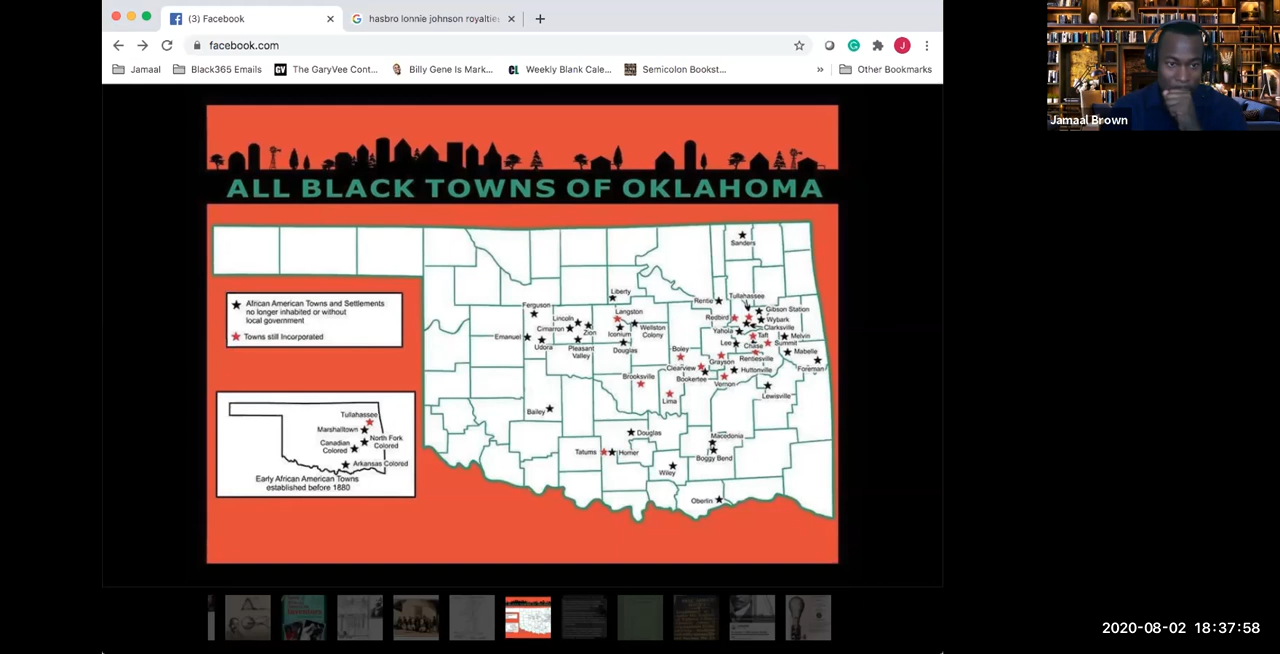 (3) Facebook
hasbro lonnie johnson royaltie
facebook.com
J
Jamaal
Black365 Emails
GV
The GaryVee Cont...
Billy Gene Is Mark...
CL
Weekly Blank Cale...
Semicolon Bookst...
»
Other Bookmarks
Jamaal Brown
ALL BLACK TOWNS OF OKLAHOMA
African American Towns and Settlements
no longer inhabited or without
local government
Towns still Incorporated
Sanders
Liberty
Rentie
Tullahassee
Ferguson
Langston
Gibson Station
Lincoln
Redbird
Wybark
Cimarron
Zion
Iconium
Wellston
Colony
Yahola
Clarksville
Emanuel
Taft
Melvin
Udora
Pleasant
Valley
Douglas
Lee
Chase
Summit
Boley
Mabelle
Grayson
Rentiesville
Clearview
Foreman
Huttonville
Brooksville
Bookertee
Vernon
Lima
Lewisville
Bailey
Douglas
Macedonia
Tatums
Homer
Boggy Bend
Wiley
Oberlin
Tullahassee
Marshalltown
North Fork
Colored
Canadian
Colored
Arkansas Colored
Early African American Towns
established before 1880
2020-08-02 18:37:58